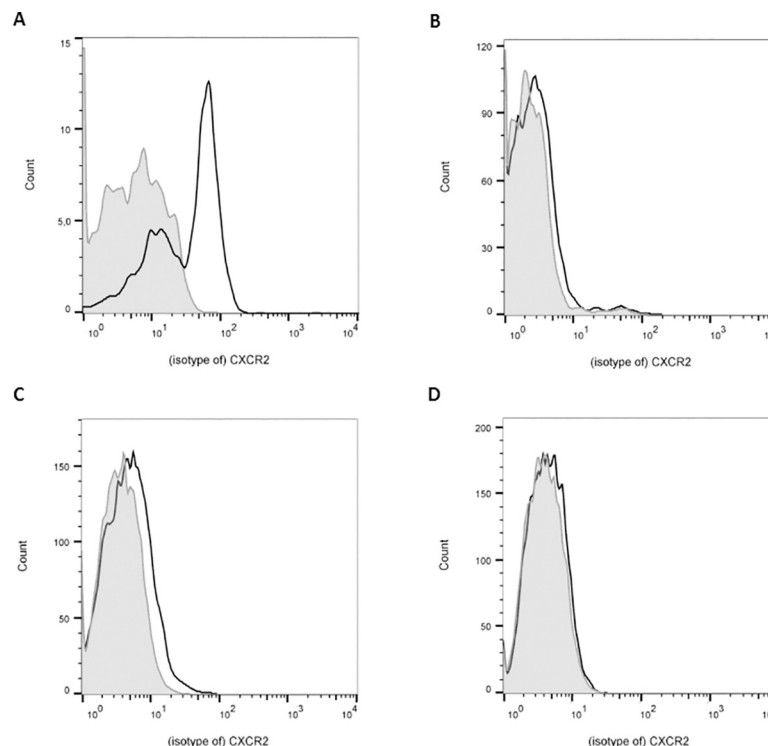 A
15
10
5,0
0
Count
10⁰ 10¹ 10² 10³ 10⁴
(isotype of) CXCR2
B
120
90
60
30
0
Count
10⁰ 10¹ 10² 10³
(isotype of) CXCR2
C
150
100
50
0
Count
10⁰ 10¹ 10² 10³ 10⁴
(isotype of) CXCR2
D
200
150
100
50
0
Count
10⁰ 10¹ 10² 10³
(isotype of) CXCR2